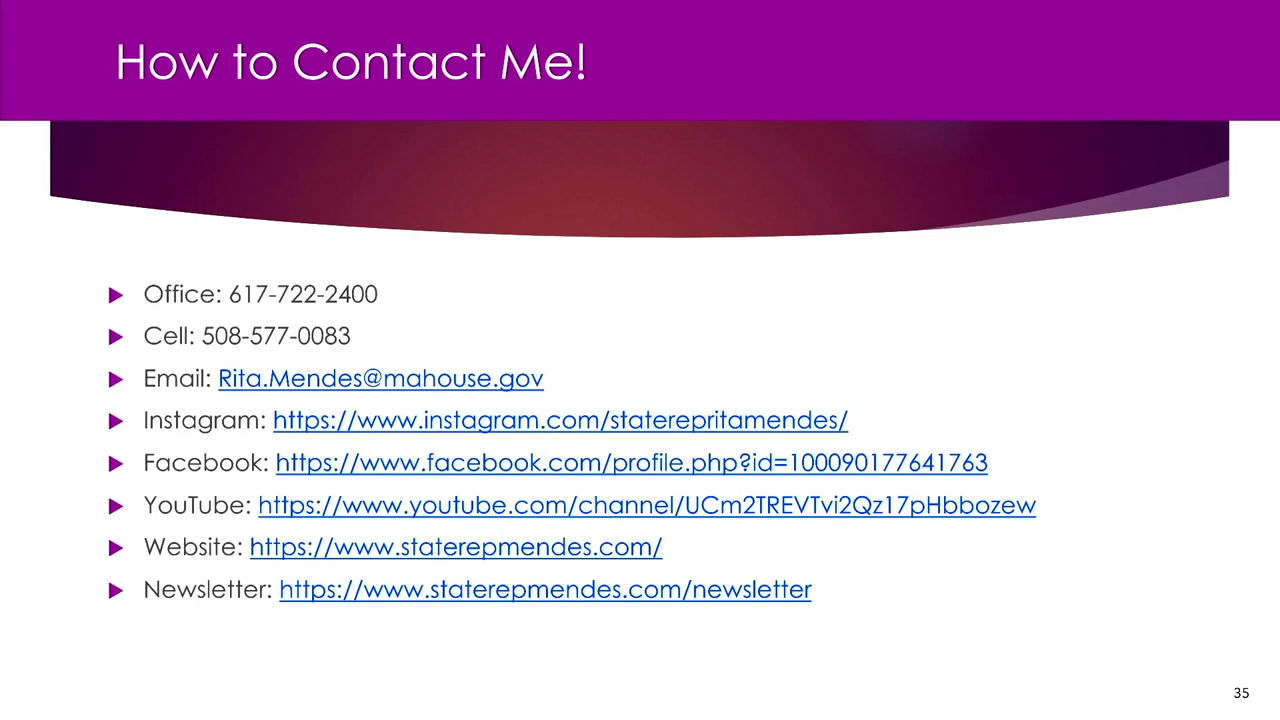 How to Contact Me!
Office: 617-722-2400
Cell: 508-577-0083
Email: Rita.Mendes@mahouse.gov
Instagram: https://www.instagram.com/staterepritamendes/
Facebook: https://www.facebook.com/profile.php?id=100090177641763
YouTube: https://www.youtube.com/channel/UCm2TREVTvi2Qz17pHbbozew
Website: https://www.staterepmendes.com/
Newsletter: https://www.staterepmendes.com/newsletter
35